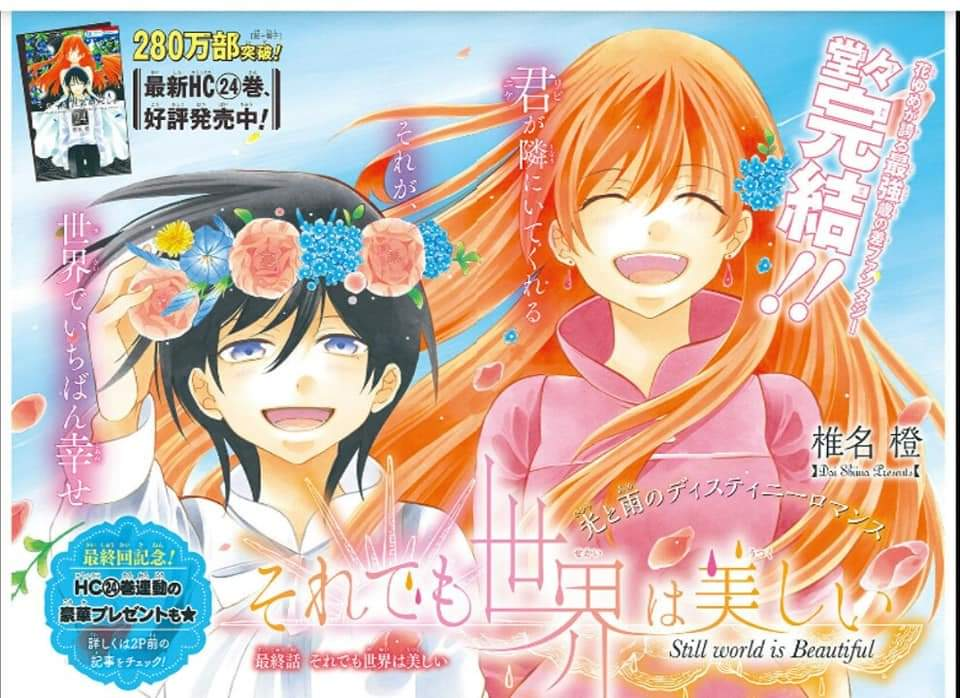 280万部突破!
[紙+電子]
最新HC㉔巻、
好評発売中!
花ゆめが誇る最強歳の差ファンタジー
堂々完結!!
君が隣にいてくれる
それが、
世界でいちばん幸せ
椎名 橙
【Dai Shiina Presents】
光と雨のディスティニーロマンス
それでも世界は美しい
Still world is Beautiful
最終話 それでも世界は美しい
最終回記念!
HC㉔巻連動の
豪華プレゼントも★
詳しくは2P前の
記事をチェック!